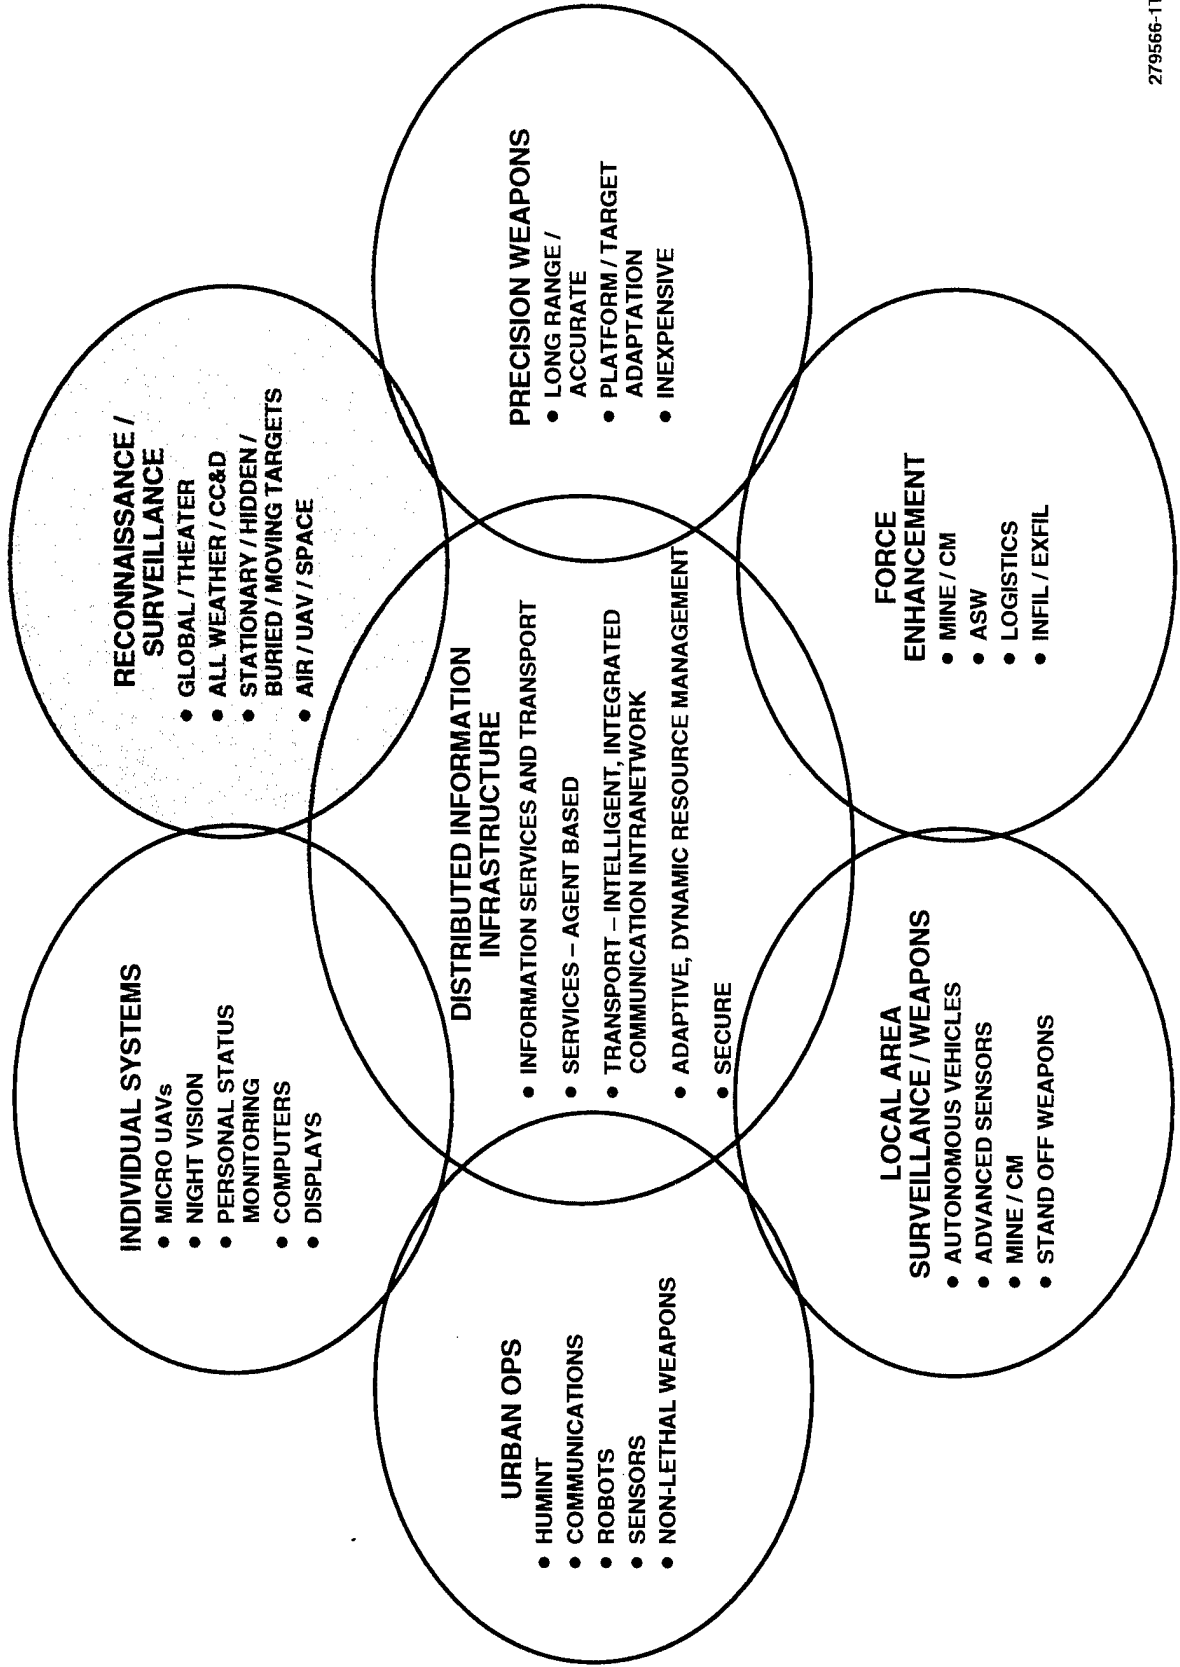 INDIVIDUAL SYSTEMS
• MICRO UAVs
• NIGHT VISION
• PERSONAL STATUS
MONITORING
• COMPUTERS
• DISPLAYS
RECONNAISSANCE /
SURVEILLANCE
• GLOBAL / THEATER
• ALL WEATHER / CC&D
• STATIONARY / HIDDEN /
BURIED / MOVING TARGETS
• AIR / UAV / SPACE
URBAN OPS
• HUMINT
• COMMUNICATIONS
• ROBOTS
• SENSORS
• NON-LETHAL WEAPONS
DISTRIBUTED INFORMATION
INFRASTRUCTURE
• INFORMATION SERVICES AND TRANSPORT
• SERVICES – AGENT BASED
• TRANSPORT – INTELLIGENT, INTEGRATED
COMMUNICATION INTRANETWORK
• ADAPTIVE, DYNAMIC RESOURCE MANAGEMENT
• SECURE
PRECISION WEAPONS
• LONG RANGE /
ACCURATE
• PLATFORM / TARGET
ADAPTATION
• INEXPENSIVE
LOCAL AREA
SURVEILLANCE / WEAPONS
• AUTONOMOUS VEHICLES
• ADVANCED SENSORS
• MINE / CM
• STAND OFF WEAPONS
FORCE
ENHANCEMENT
• MINE / CM
• ASW
• LOGISTICS
• INFIL / EXFIL
279566-1T